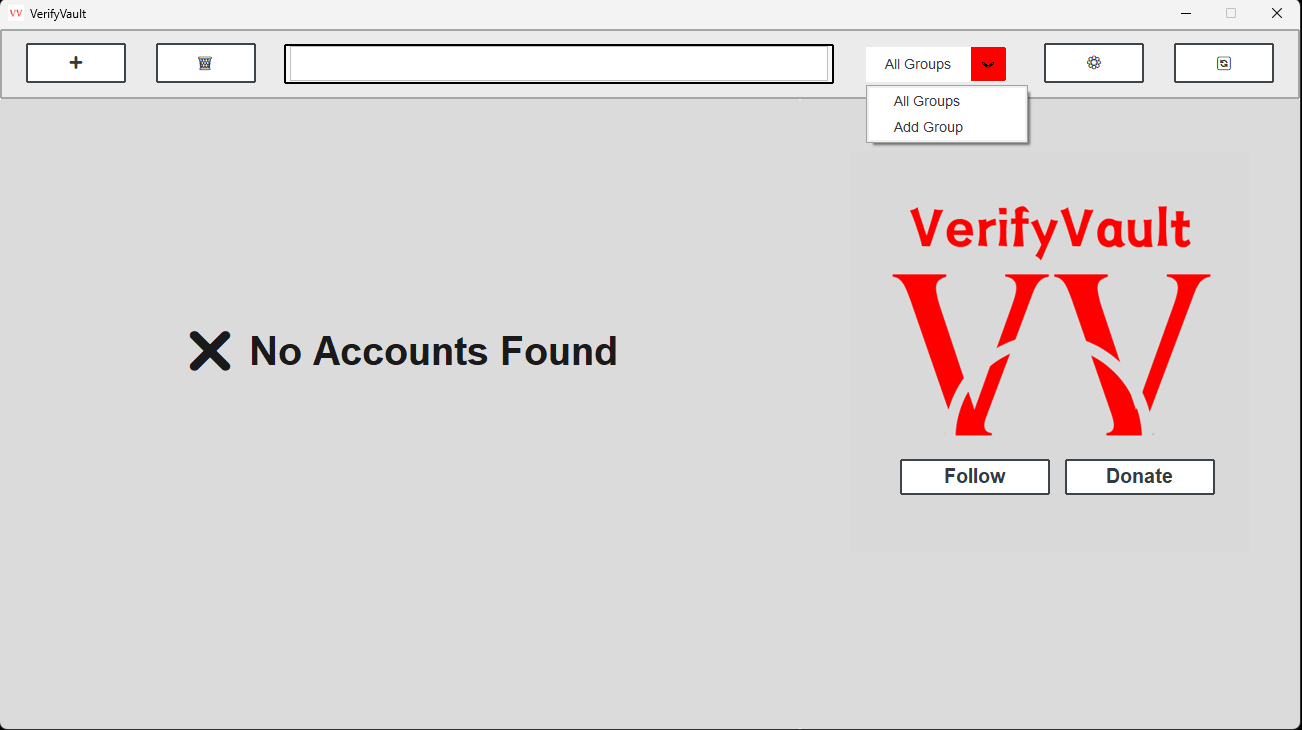 VV VerifyVault
All Groups
All Groups
Add Group
VerifyVault
VV
No Accounts Found
Follow
Donate